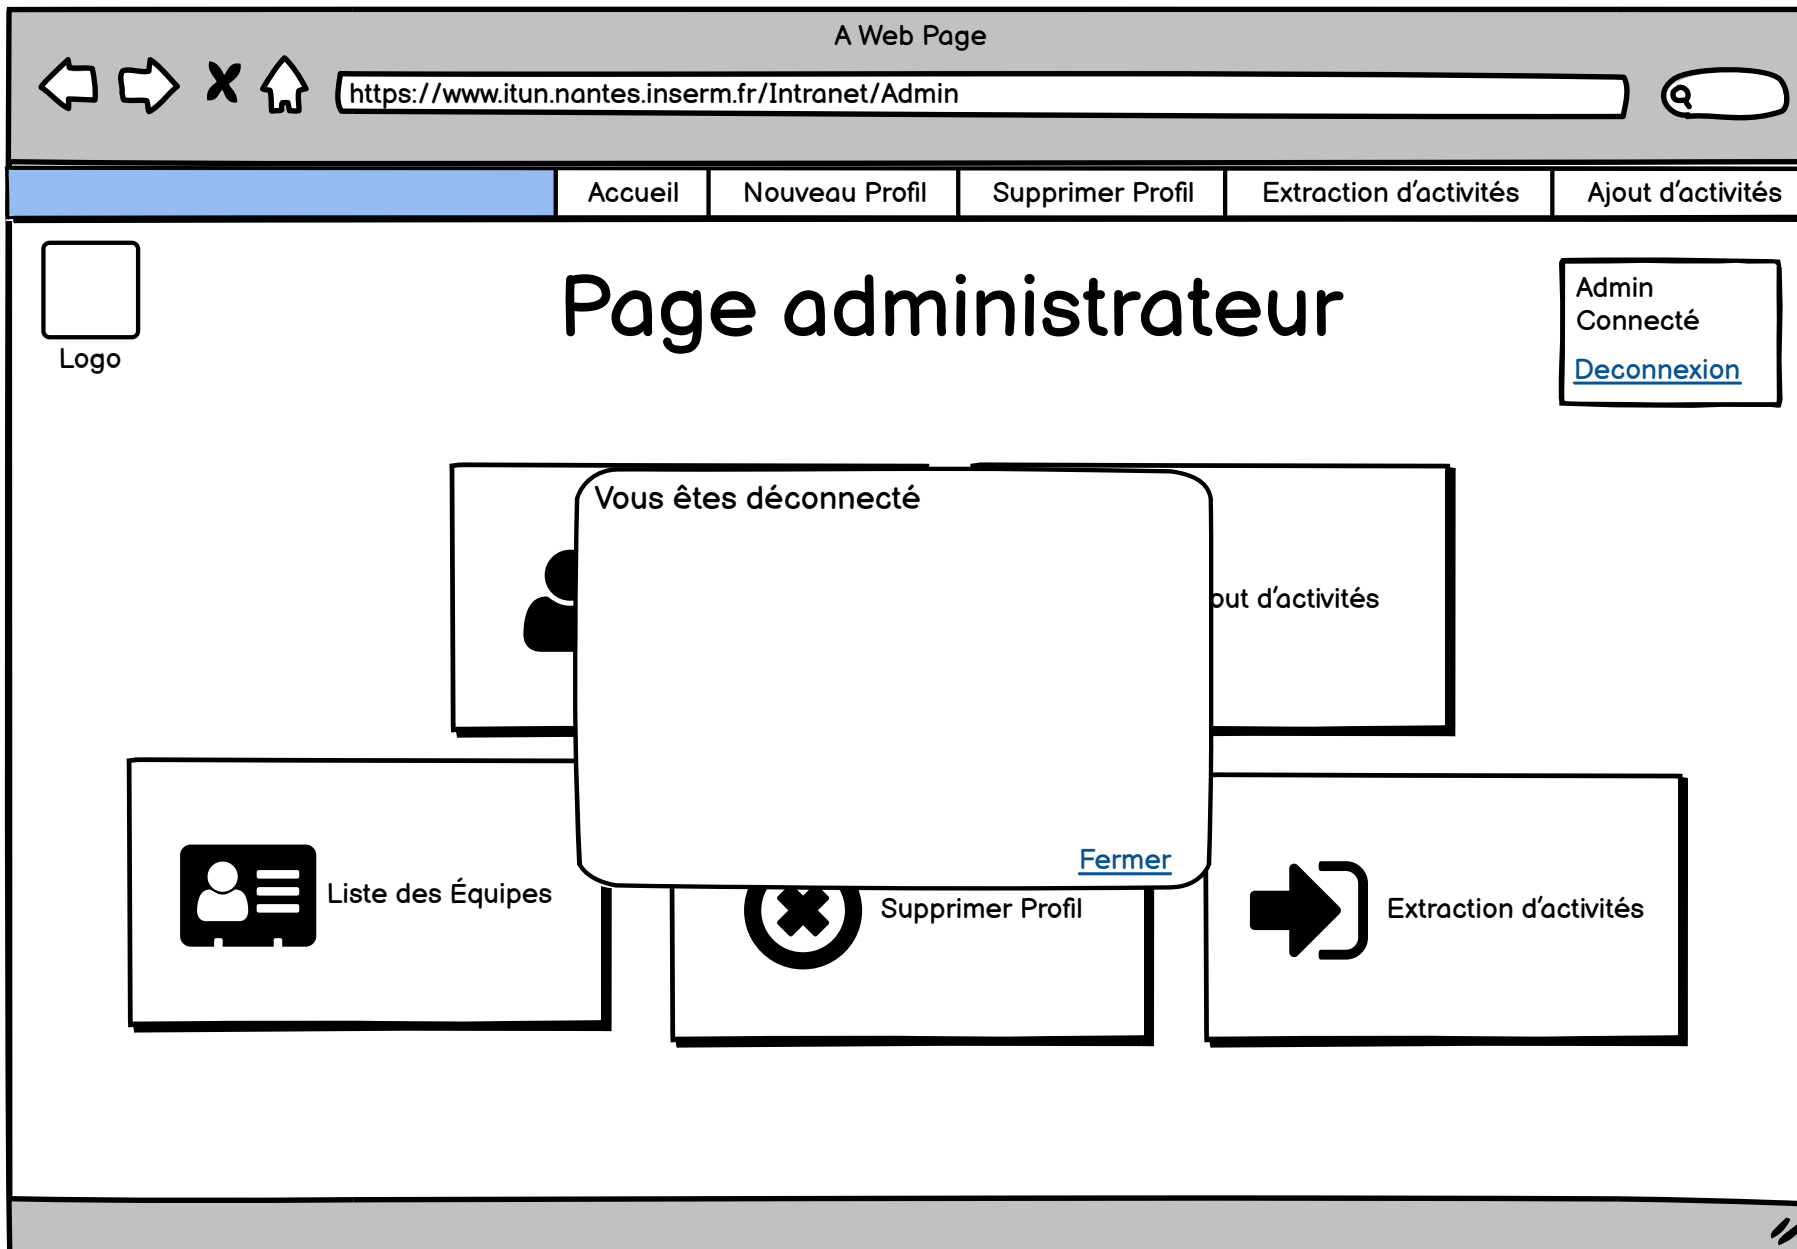 A Web Page
https://www.itun.nantes.inserm.fr/Intranet/Admin
Accueil
Nouveau Profil
Supprimer Profil
Extraction d'activités
Ajout d'activités
Logo
Page administrateur
Admin
Connecté
Deconnexion
Vous êtes déconnecté
out d'activités
Fermer
Liste des Équipes
Supprimer Profil
Extraction d'activités